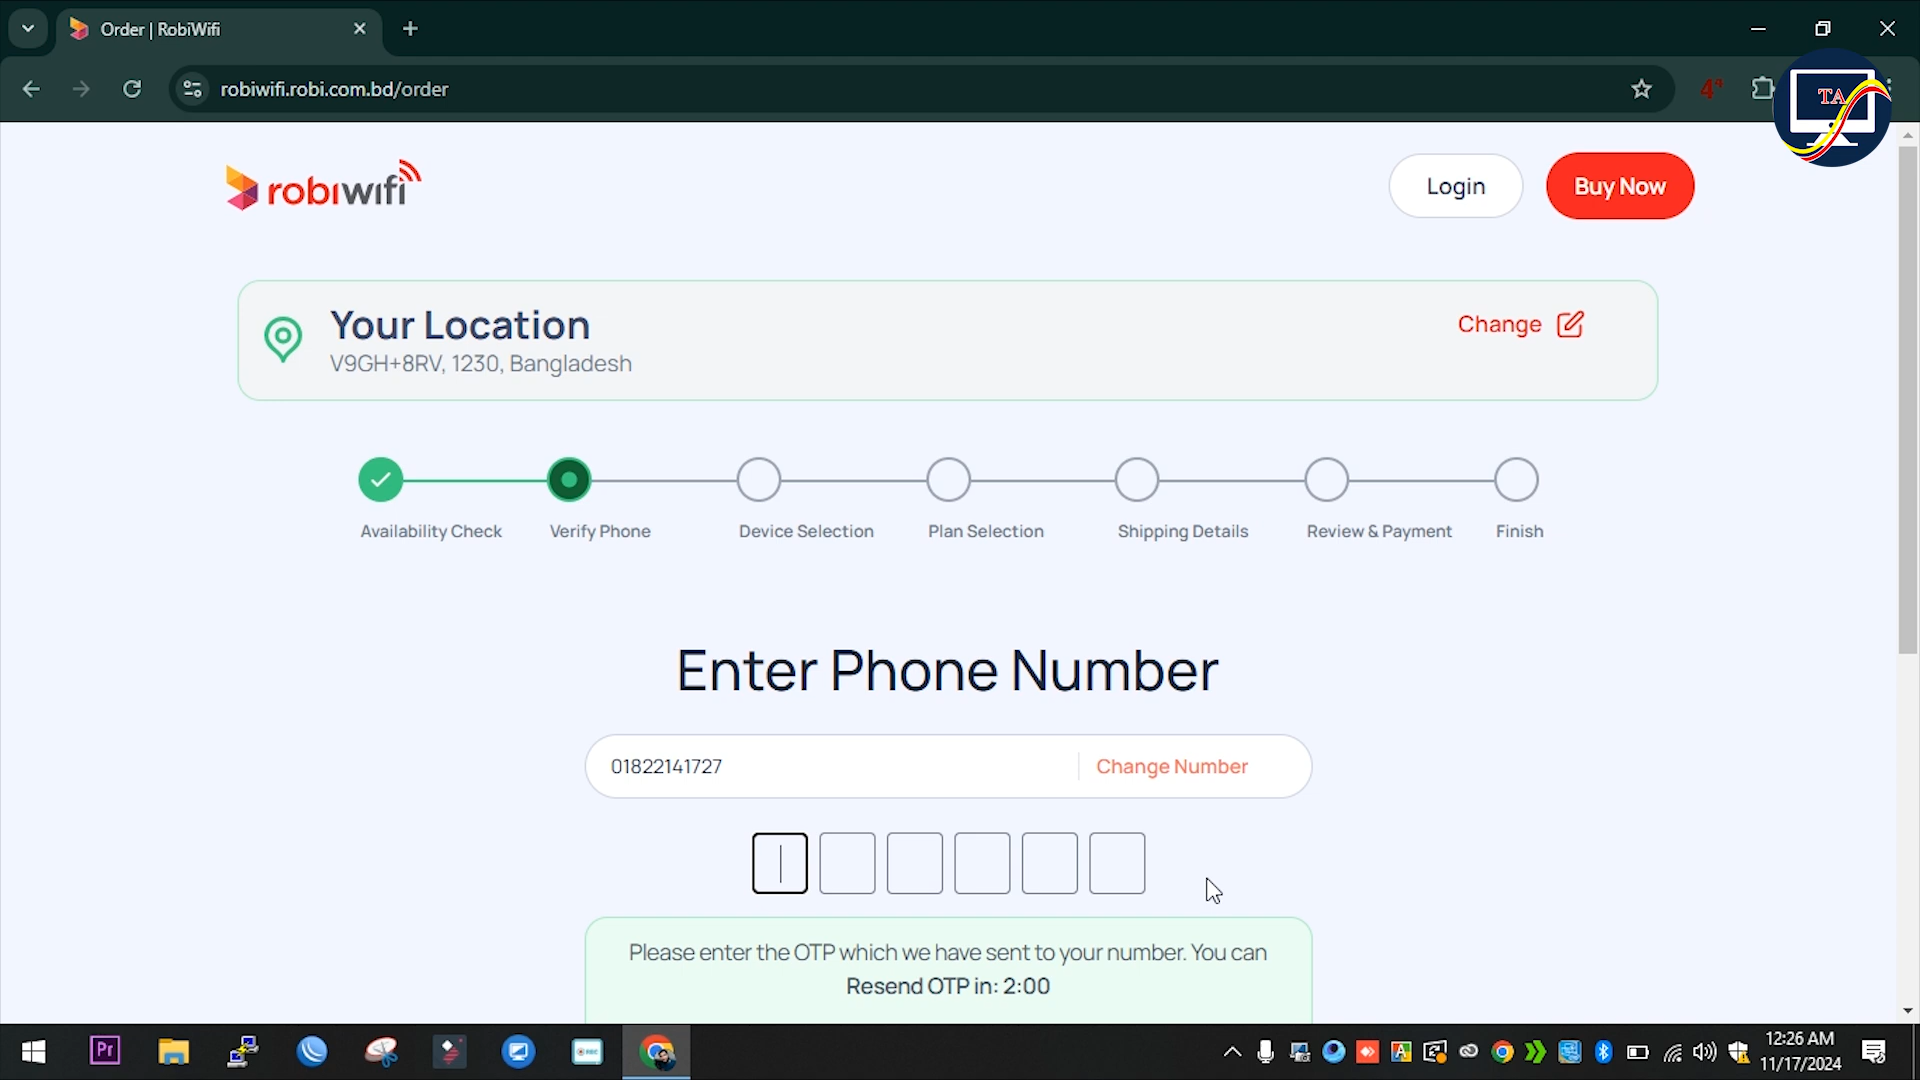 Order | RobiWifi
robiwifi.robi.com.bd/order
TA
robiwifi
Login
Buy Now
Your Location
V9GH+8RV, 1230, Bangladesh
Change
Availability Check
Verify Phone
Device Selection
Plan Selection
Shipping Details
Review & Payment
Finish
Enter Phone Number
01822141727
Change Number
Please enter the OTP which we have sent to your number. You can
Resend OTP in: 2:00
Pr
REC
12:26 AM
11/17/2024